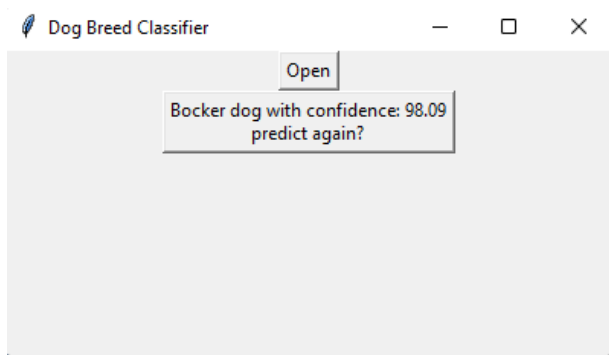 Dog Breed Classifier
Open
Bocker dog with confidence: 98.09
predict again?